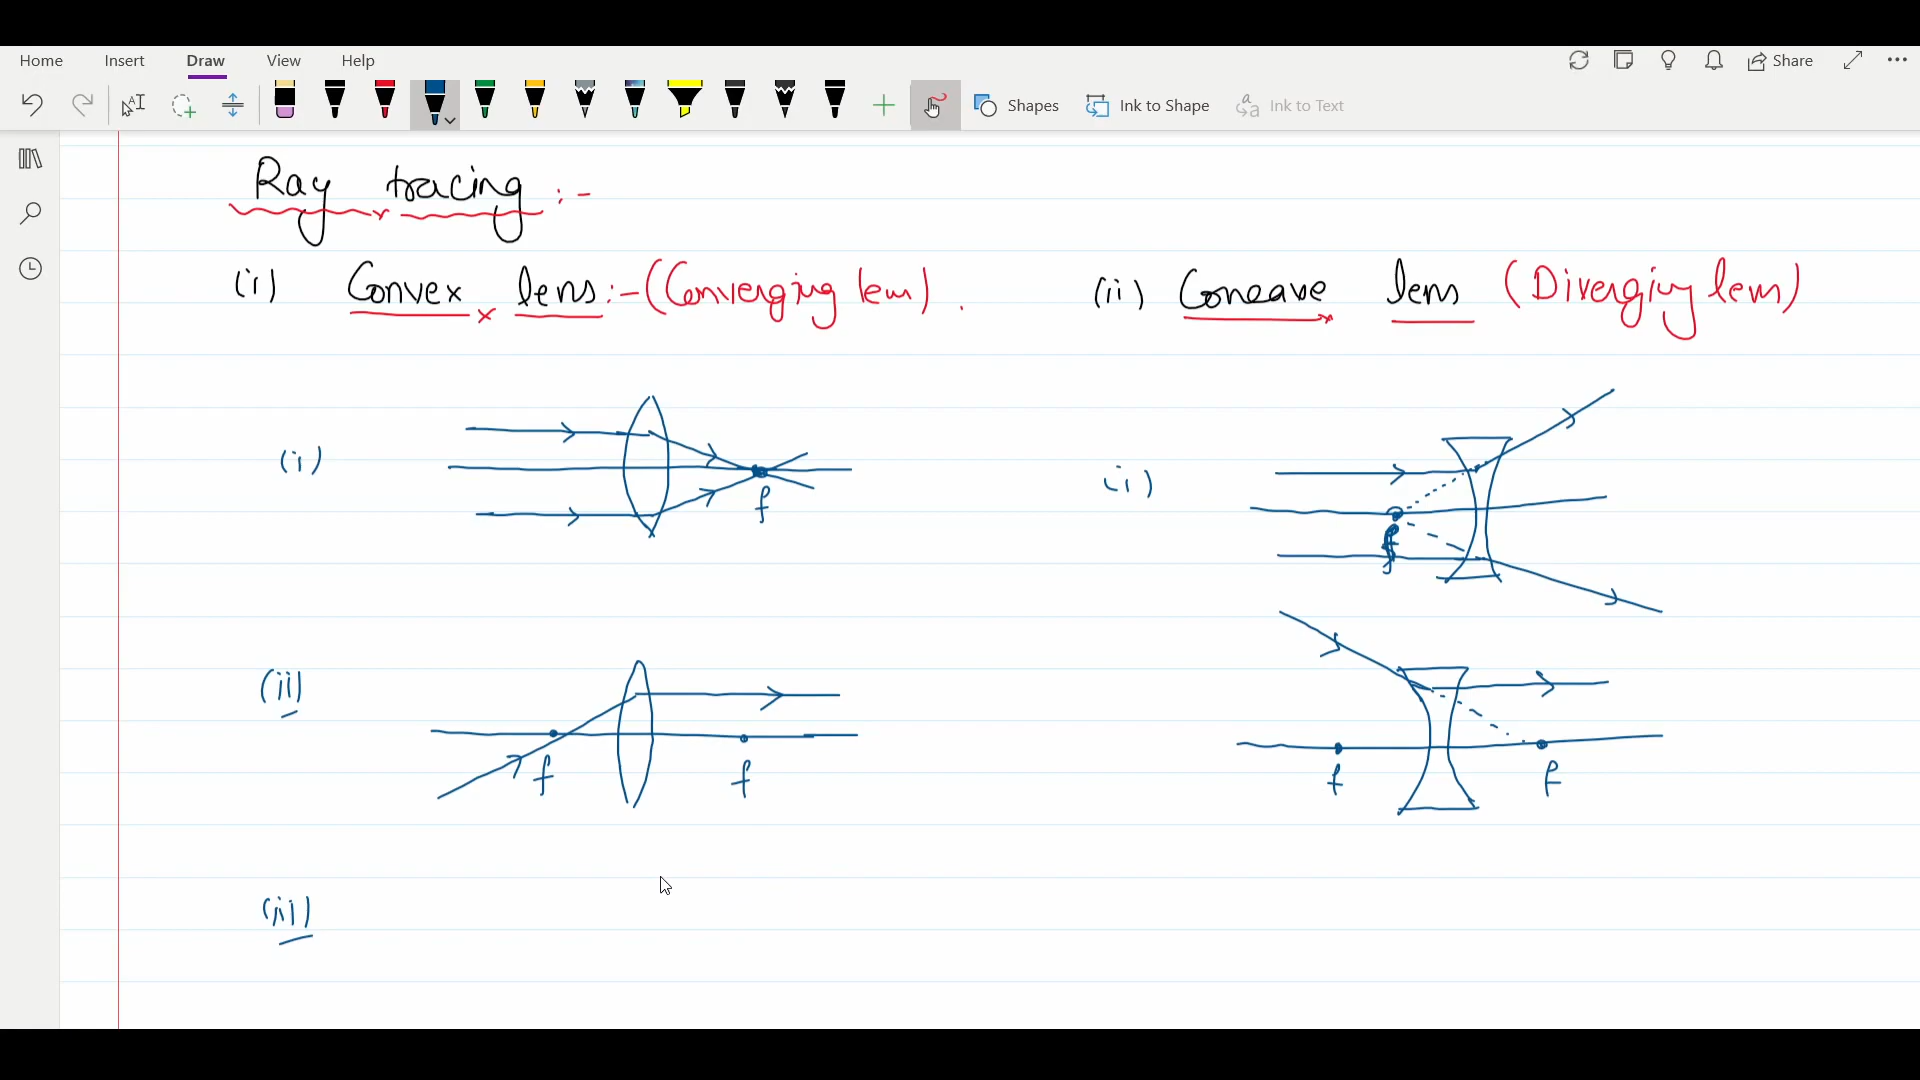 Home Insert Draw View Help Share
Shapes Ink to Shape Ink to Text
Ray tracing :-
(i) Convex lens :- (Converging lens) . (ii) Concave lens (Diverging lens)
(i) f
(i) f
(ii) f f
f f
(iii)